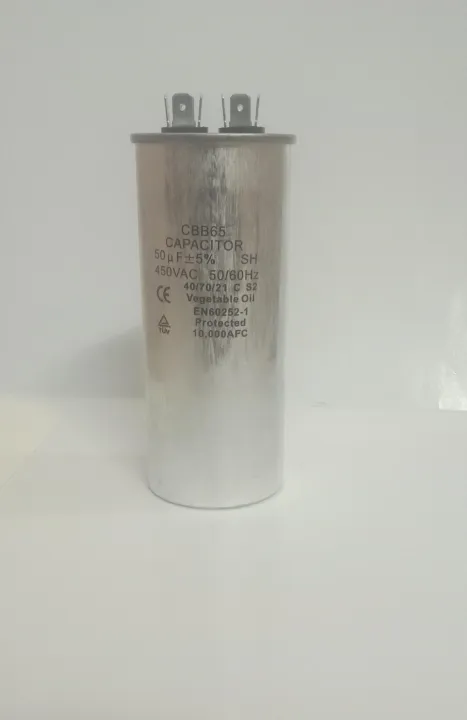 CBB65
CAPACITOR
50μF±5% SH
450VAC 50/60Hz
40/70/21 C S2
CE Vegetable Oil
EN60252-1
Protected
TÜV 10,000AFC